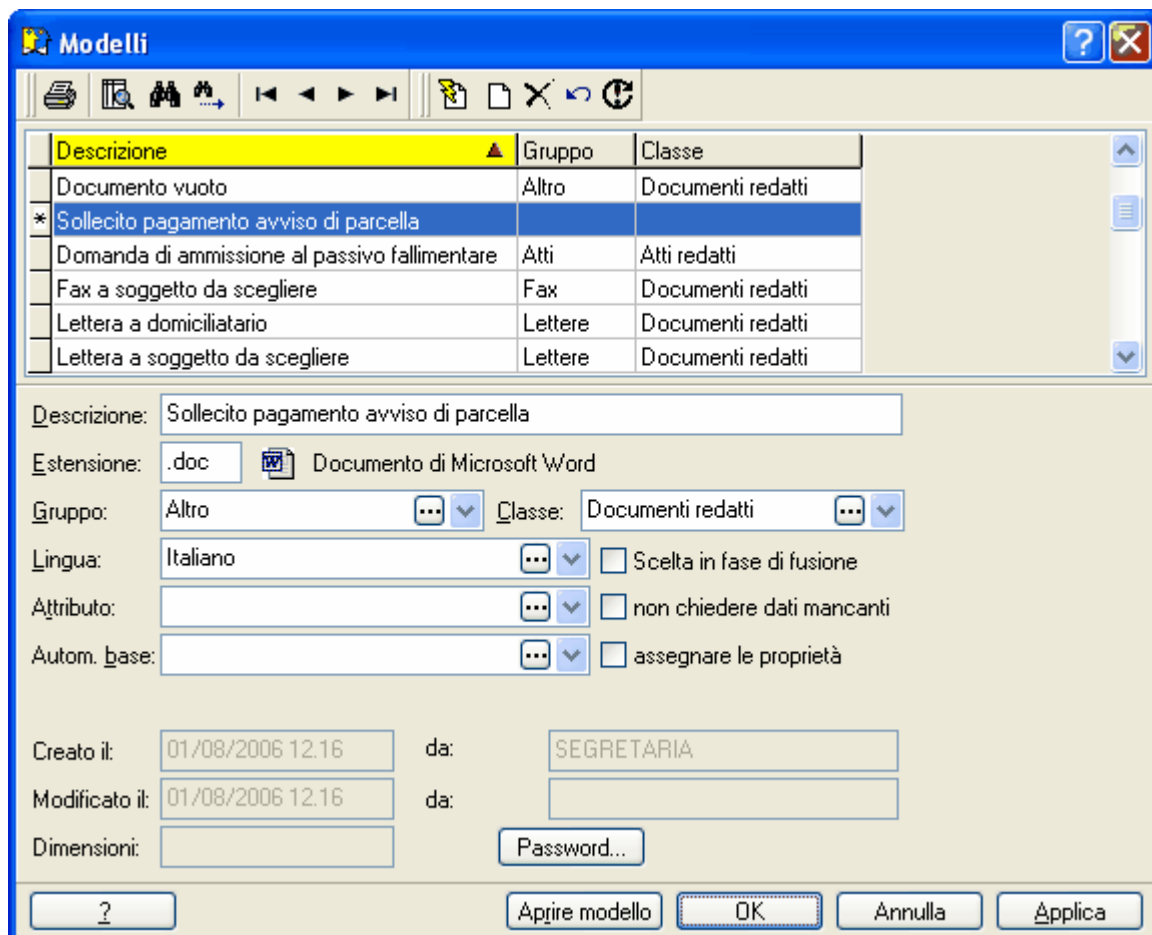 Modelli
Descrizione Gruppo Classe
Documento vuoto Altro Documenti redatti
* Sollecito pagamento avviso di parcella
Domanda di ammissione al passivo fallimentare Atti Atti redatti
Fax a soggetto da scegliere Fax Documenti redatti
Lettera a domiciliatario Lettere Documenti redatti
Lettera a soggetto da scegliere Lettere Documenti redatti
Descrizione: Sollecito pagamento avviso di parcella
Estensione: .doc Documento di Microsoft Word
Gruppo: Altro ... Classe: Documenti redatti ...
Lingua: Italiano ... Scelta in fase di fusione
Attributo: ... non chiedere dati mancanti
Autom. base: ... assegnare le proprietà
Creato il: 01/08/2006 12.16 da: SEGRETARIA
Modificato il: 01/08/2006 12.16 da:
Dimensioni: Password...
? Aprire modello OK Annulla Applica